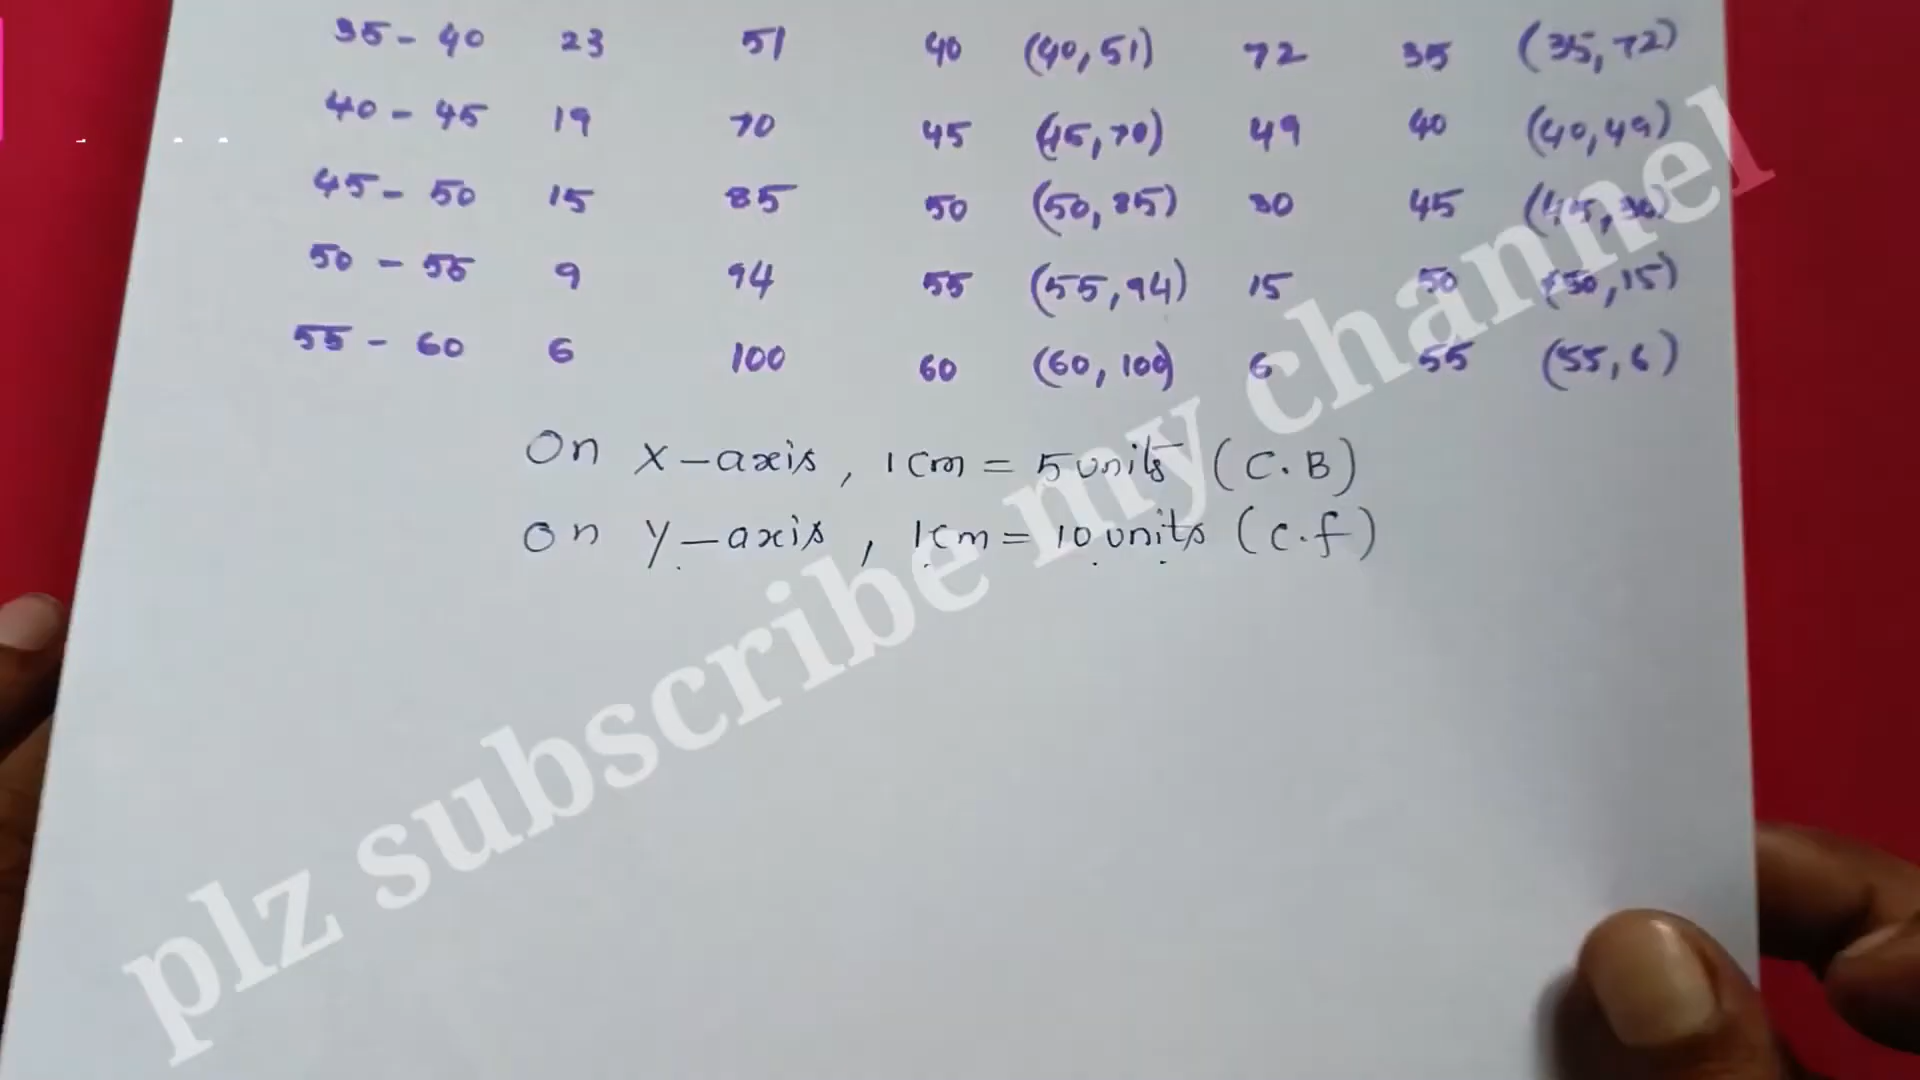 35 - 40 23 51 40 (40, 51) 72 35 (35, 72)
40 - 45 19 70 45 (45, 70) 49 40 (40, 49)
45 - 50 15 85 50 (50, 85) 30 45 (45, 30)
50 - 55 9 94 55 (55, 94) 15 50 (50, 15)
55 - 60 6 100 60 (60, 100) 6 55 (55, 6)
On X-axis, 1cm = 5 units (C.B)
On Y-axis, 1cm = 10 units (c.f)
plz subscribe my channel